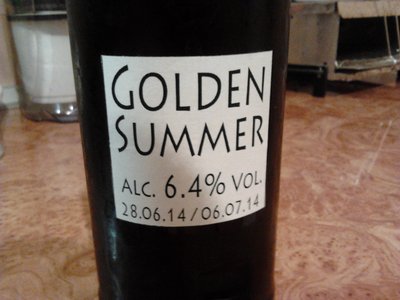 GOLDEN
SUMMER
ALC. 6.4% VOL.
28.06.14 / 06.07.14